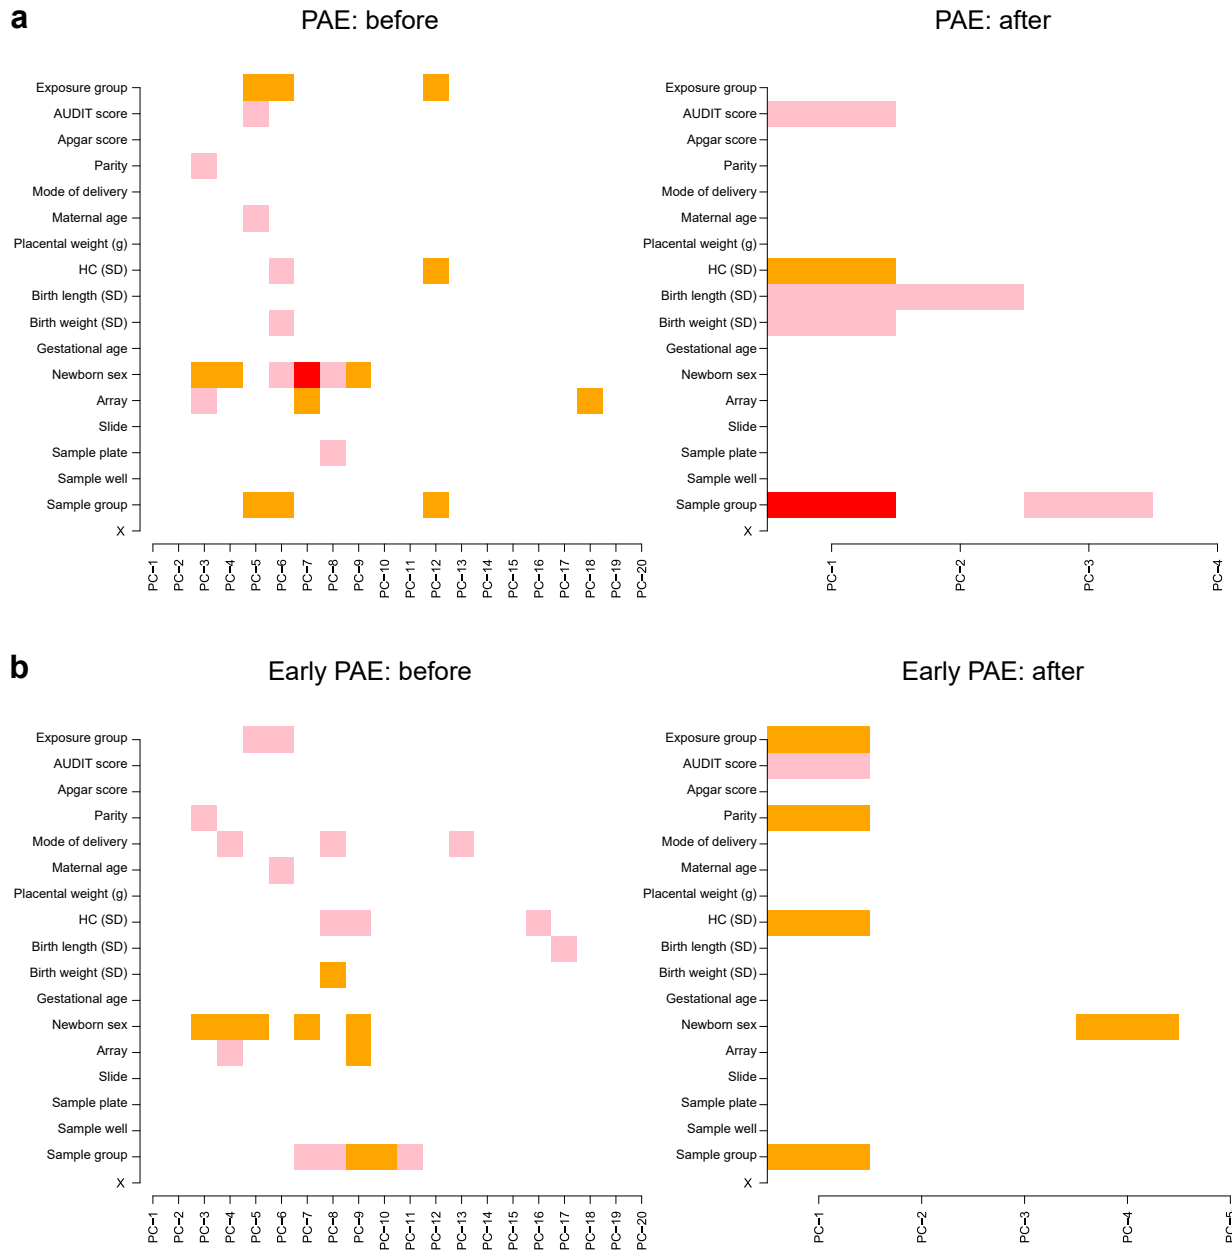 a
PAE: before
PAE: after
Exposure group
AUDIT score
Apgar score
Parity
Mode of delivery
Maternal age
Placental weight (g)
HC (SD)
Birth length (SD)
Birth weight (SD)
Gestational age
Newborn sex
Array
Slide
Sample plate
Sample well
Sample group
X
PC−1
PC−2
PC−3
PC−4
PC−5
PC−6
PC−7
PC−8
PC−9
PC−10
PC−11
PC−12
PC−13
PC−14
PC−15
PC−16
PC−17
PC−18
PC−19
PC−20
Exposure group
AUDIT score
Apgar score
Parity
Mode of delivery
Maternal age
Placental weight (g)
HC (SD)
Birth length (SD)
Birth weight (SD)
Gestational age
Newborn sex
Array
Slide
Sample plate
Sample well
Sample group
X
PC−1
PC−2
PC−3
PC−4
b
Early PAE: before
Early PAE: after
Exposure group
AUDIT score
Apgar score
Parity
Mode of delivery
Maternal age
Placental weight (g)
HC (SD)
Birth length (SD)
Birth weight (SD)
Gestational age
Newborn sex
Array
Slide
Sample plate
Sample well
Sample group
X
PC−1
PC−2
PC−3
PC−4
PC−5
PC−6
PC−7
PC−8
PC−9
PC−10
PC−11
PC−12
PC−13
PC−14
PC−15
PC−16
PC−17
PC−18
PC−19
PC−20
Exposure group
AUDIT score
Apgar score
Parity
Mode of delivery
Maternal age
Placental weight (g)
HC (SD)
Birth length (SD)
Birth weight (SD)
Gestational age
Newborn sex
Array
Slide
Sample plate
Sample well
Sample group
X
PC−1
PC−2
PC−3
PC−4
PC−5